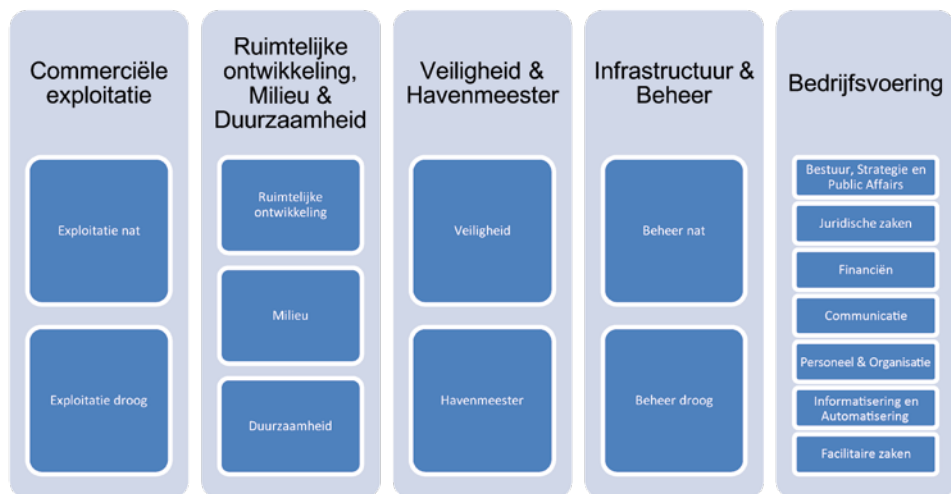 Commerciële
exploitatie
Exploitatie nat
Exploitatie droog
Ruimtelijke
ontwikkeling,
Milieu &
Duurzaamheid
Ruimtelijke
ontwikkeling
Milieu
Duurzaamheid
Veiligheid &
Havenmeester
Veiligheid
Havenmeester
Infrastructuur &
Beheer
Beheer nat
Beheer droog
Bedrijfsvoering
Bestuur, Strategie en
Public Affairs
Juridische zaken
Financiën
Communicatie
Personeel & Organisatie
Informatisering en
Automatisering
Facilitaire zaken